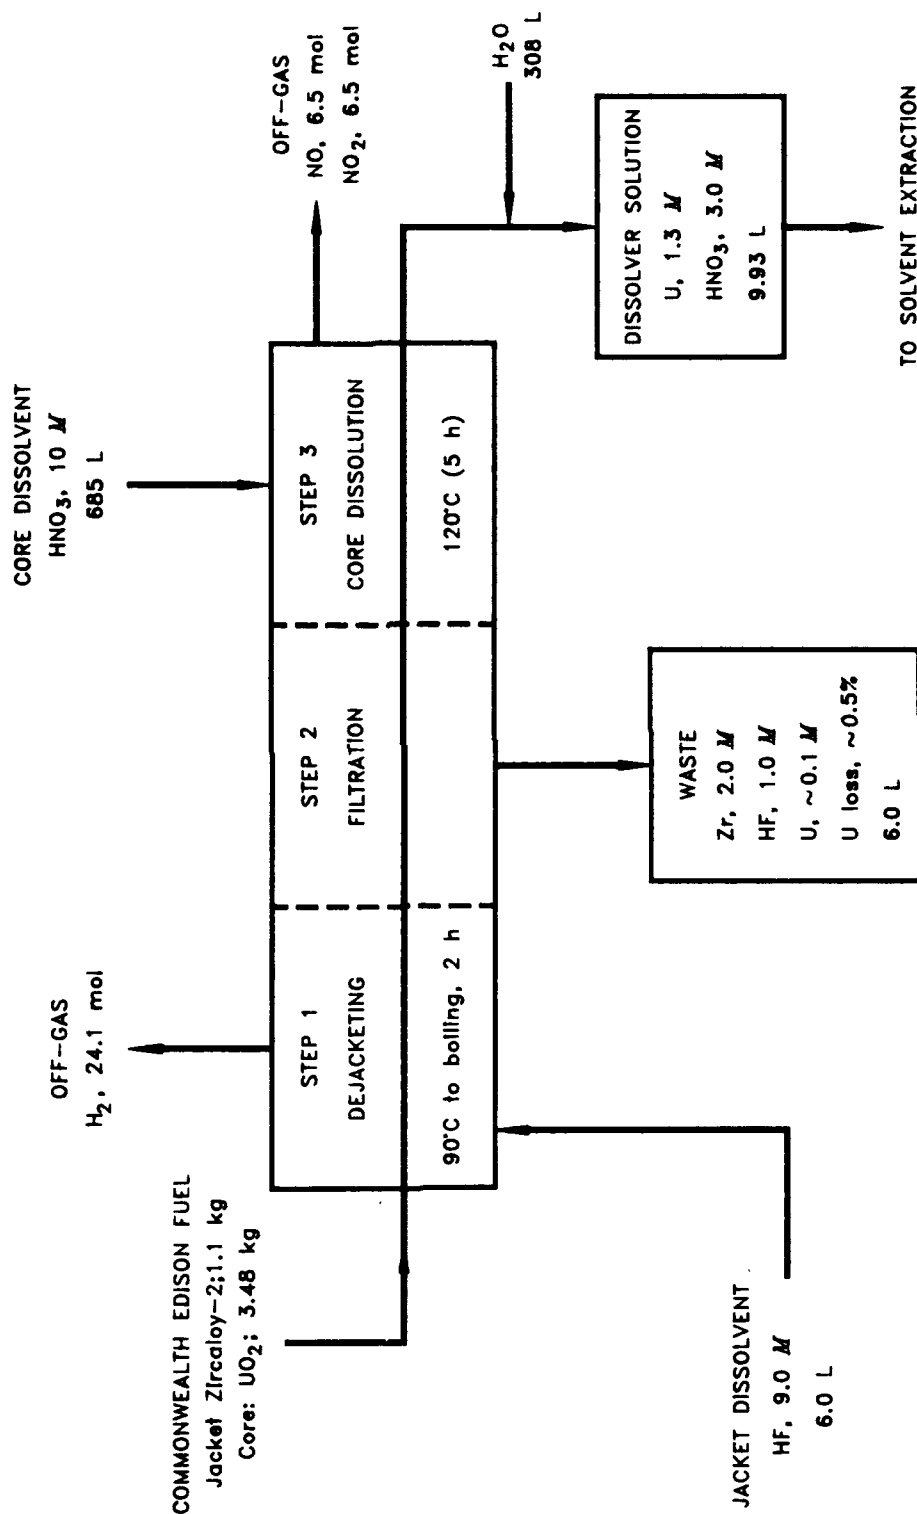 COMMONWEALTH EDISON FUEL
Jacket Zircaloy-2;1.1 kg
Core: UO₂; 3.48 kg
OFF-GAS
H₂, 24.1 mol
CORE DISSOLVENT
HNO₃, 10 M
685 L
OFF-GAS
NO, 6.5 mol
NO₂, 6.5 mol
STEP 1
DEJACKETING
90°C to boiling, 2 h
STEP 2
FILTRATION
STEP 3
CORE DISSOLUTION
120°C (5 h)
H₂O
308 L
JACKET DISSOLVENT
HF, 9.0 M
6.0 L
WASTE
Zr, 2.0 M
HF, 1.0 M
U, ~0.1 M
U loss, ~0.5%
6.0 L
DISSOLVER SOLUTION
U, 1.3 M
HNO₃, 3.0 M
9.93 L
TO SOLVENT EXTRACTION